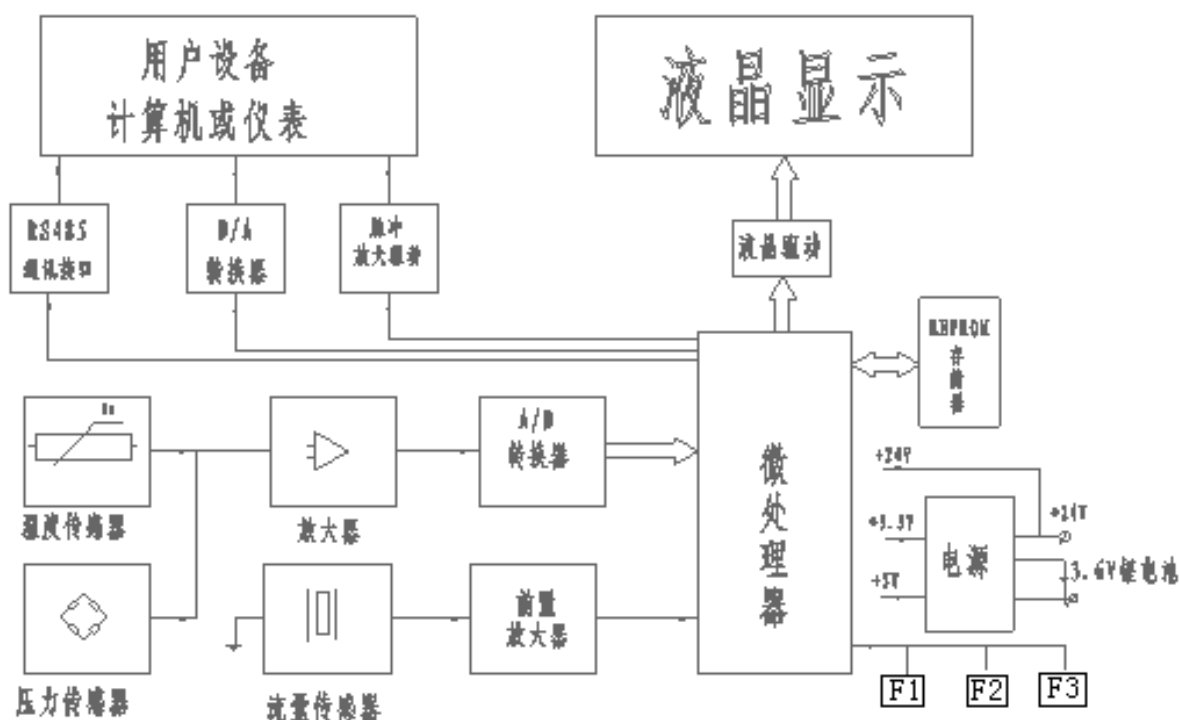 用户设备
计算机或仪表
液晶显示
RS485
通讯接口
D/A
转换器
脉冲
放大驱动
液晶驱动
EEPROM
存储器
微处理器
A/D
转换器
温度传感器
放大器
压力传感器
流量传感器
前置
放大器
+24V
+3.3V
+5V
电源
+24V
3.6V锂电池
F1
F2
F3